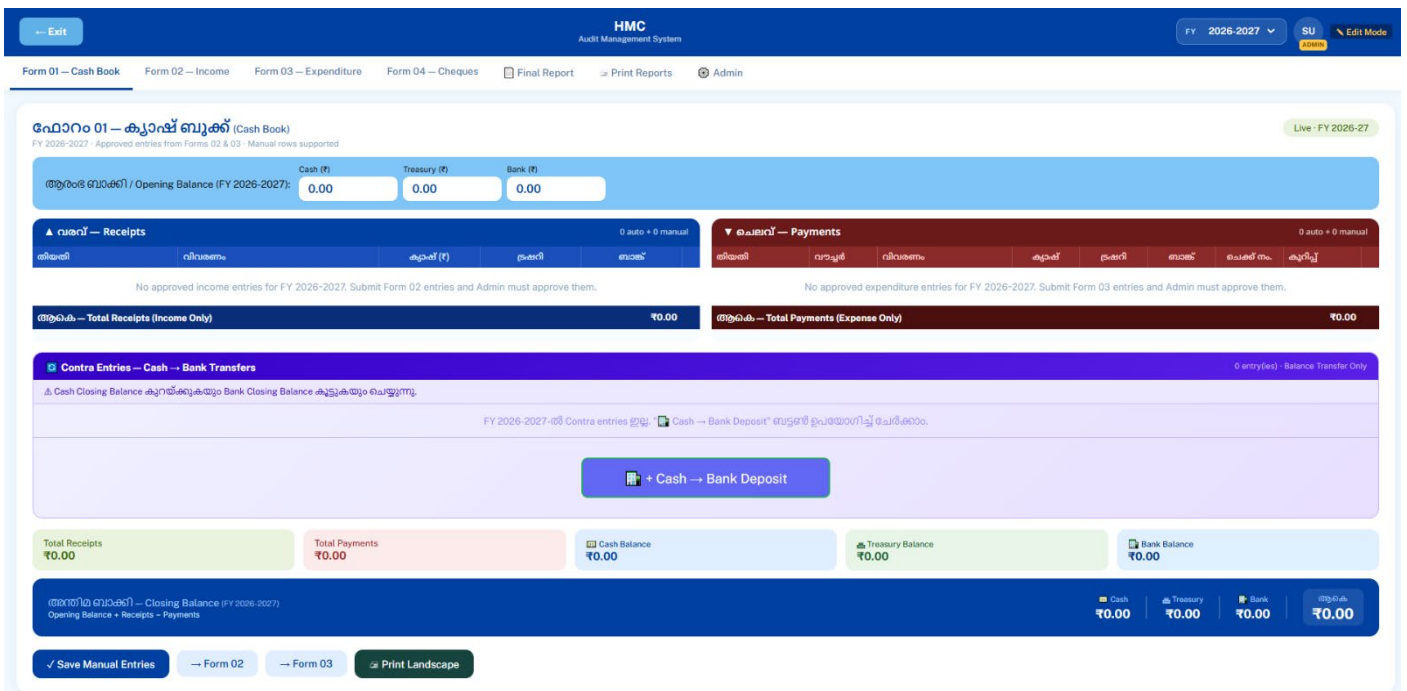 ← Exit
HMC
Audit Management System
FY 2026-2027
SU
ADMIN
Edit Mode
Form 01 — Cash Book
Form 02 — Income
Form 03 — Expenditure
Form 04 — Cheques
Final Report
Print Reports
Admin
ഫോറം 01 — ക്യാഷ് ബുക്ക് (Cash Book)
Live · FY 2026-27
FY 2026-2027 · Approved entries from Forms 02 & 03 · Manual rows supported
ആരംഭ ബാക്കി / Opening Balance (FY 2026-2027):
Cash (₹)
0.00
Treasury (₹)
0.00
Bank (₹)
0.00
▲ വരവ് — Receipts
0 auto + 0 manual
തിയതി വിവരണം ക്യാഷ് (₹) ട്രഷറി ബാങ്ക്
No approved income entries for FY 2026-2027. Submit Form 02 entries and Admin must approve them.
ആകെ — Total Receipts (Income Only) ₹0.00
▼ ചെലവ് — Payments
0 auto + 0 manual
തിയതി വൗച്ചർ വിവരണം ക്യാഷ് ട്രഷറി ബാങ്ക് ചെക്ക് നം. കുറിപ്പ്
No approved expenditure entries for FY 2026-2027. Submit Form 03 entries and Admin must approve them.
ആകെ — Total Payments (Expense Only) ₹0.00
Contra Entries — Cash → Bank Transfers
0 entry(ies) · Balance Transfer Only
⚠ Cash Closing Balance കുറയ്ക്കുകയും Bank Closing Balance കൂട്ടുകയും ചെയ്യുന്നു.
FY 2026-2027-ൽ Contra entries ഇല്ല. "🏦 Cash → Bank Deposit" ബട്ടൺ ഉപയോഗിച്ച് ചേർക്കാം.
+ Cash → Bank Deposit
Total Receipts
₹0.00
Total Payments
₹0.00
Cash Balance
₹0.00
Treasury Balance
₹0.00
Bank Balance
₹0.00
അന്തിമ ബാക്കി — Closing Balance (FY 2026-2027)
Opening Balance + Receipts − Payments
Cash
₹0.00
Treasury
₹0.00
Bank
₹0.00
ആകെ
₹0.00
✓ Save Manual Entries
→ Form 02
→ Form 03
Print Landscape